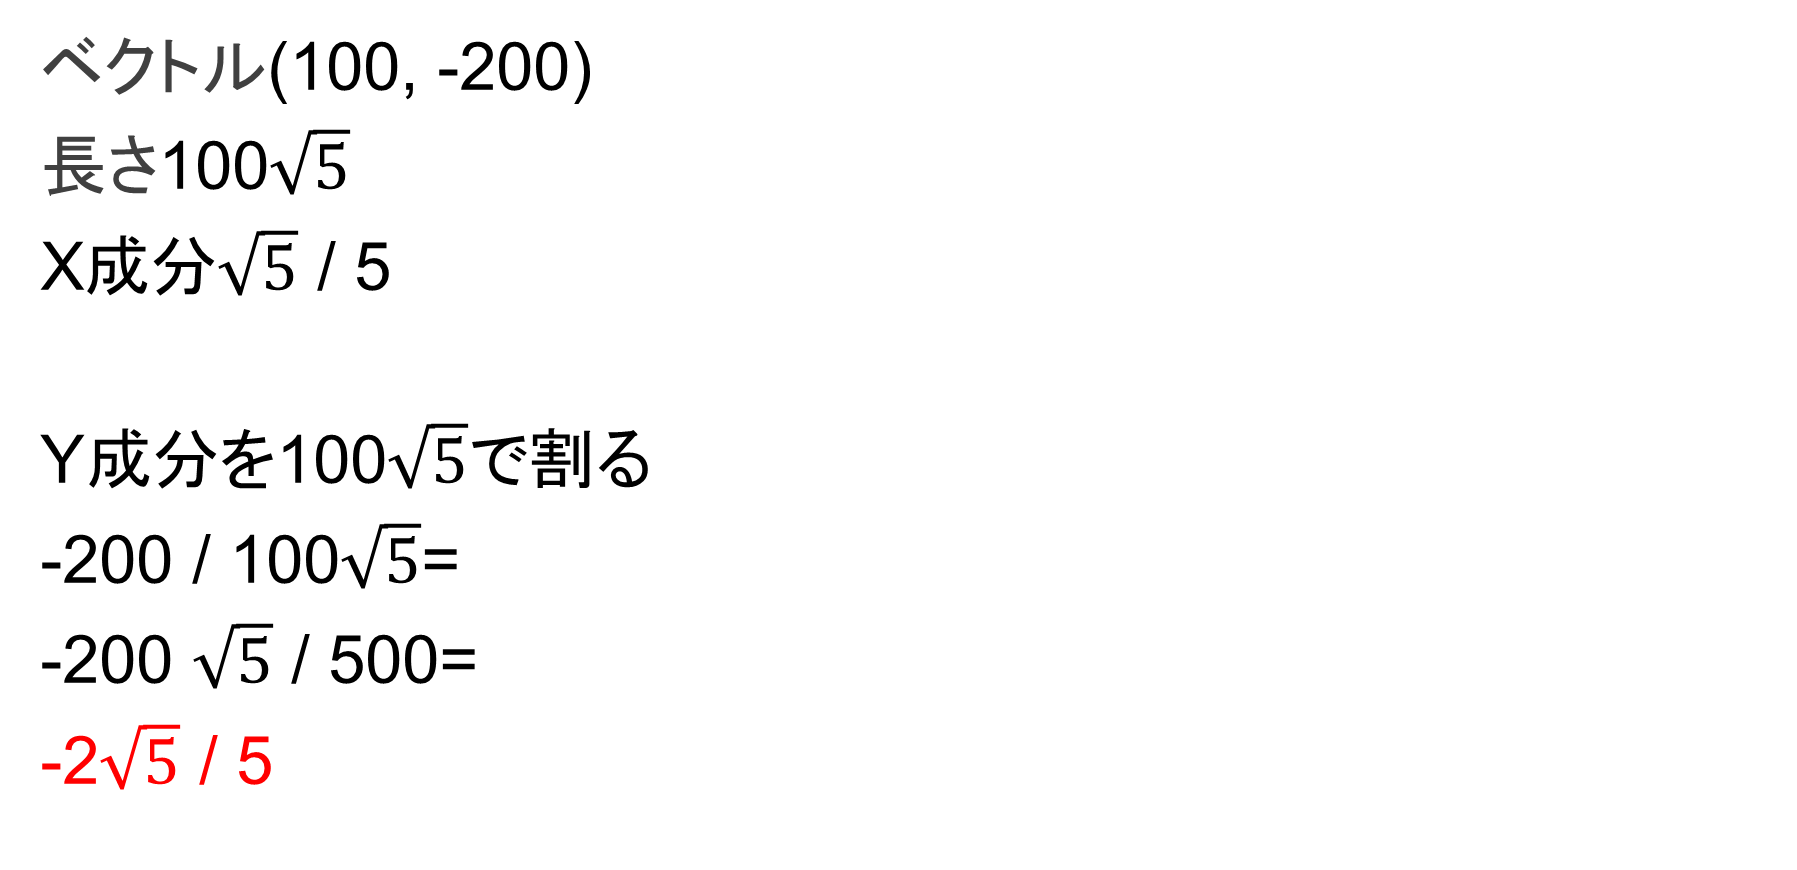 ベクトル(100, -200)
長さ100√5
X成分√5 / 5
Y成分を100√5で割る
-200 / 100√5=
-200 √5 / 500=
-2√5 / 5